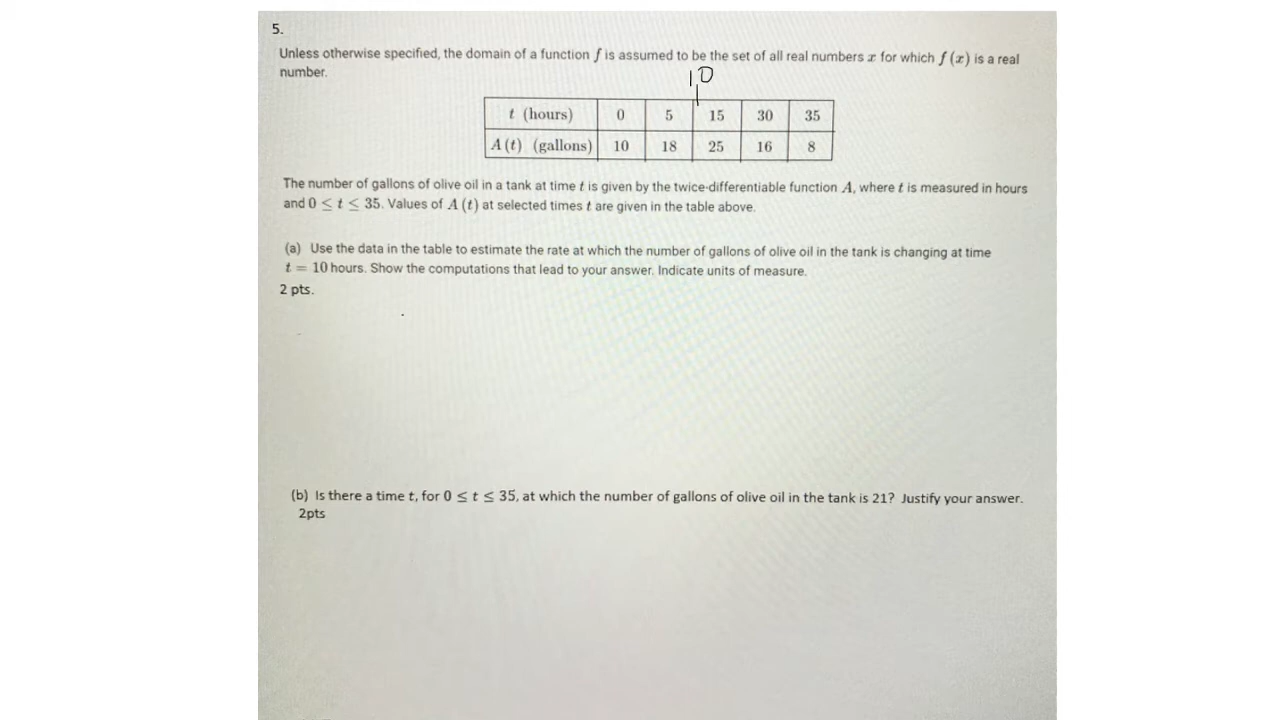 5.
Unless otherwise specified, the domain of a function f is assumed to be the set of all real numbers x for which f (x) is a real
number.
10
t (hours) 0 5 15 30 35
A (t) (gallons) 10 18 25 16 8
The number of gallons of olive oil in a tank at time t is given by the twice-differentiable function A, where t is measured in hours
and 0 ≤ t ≤ 35. Values of A (t) at selected times t are given in the table above.
(a) Use the data in the table to estimate the rate at which the number of gallons of olive oil in the tank is changing at time
t = 10 hours. Show the computations that lead to your answer. Indicate units of measure.
2 pts.
(b) Is there a time t, for 0 ≤ t ≤ 35, at which the number of gallons of olive oil in the tank is 21? Justify your answer.
2pts